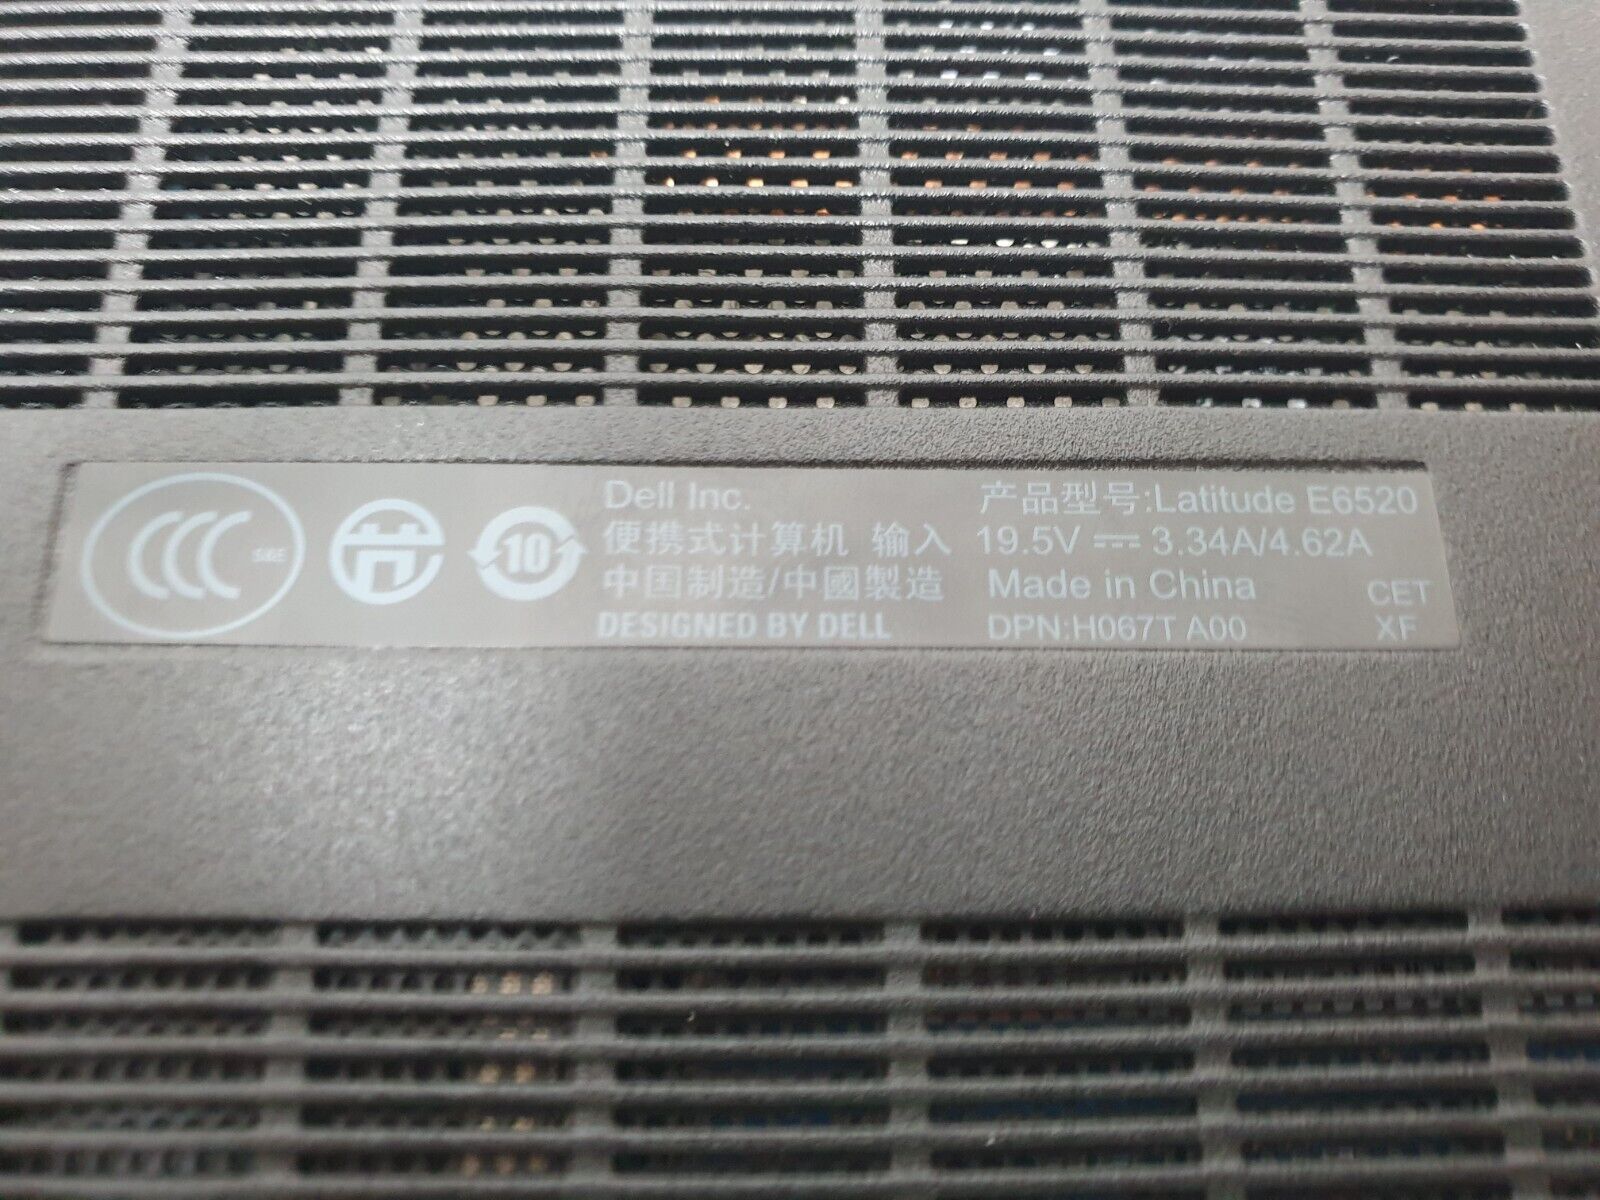 Dell Inc. 产品型号:Latitude E6520
便携式计算机 输入 19.5V ⎓ 3.34A/4.62A
中国制造/中國製造 Made in China CET
DESIGNED BY DELL DPN:H067T A00 XF
CCC S&E
10